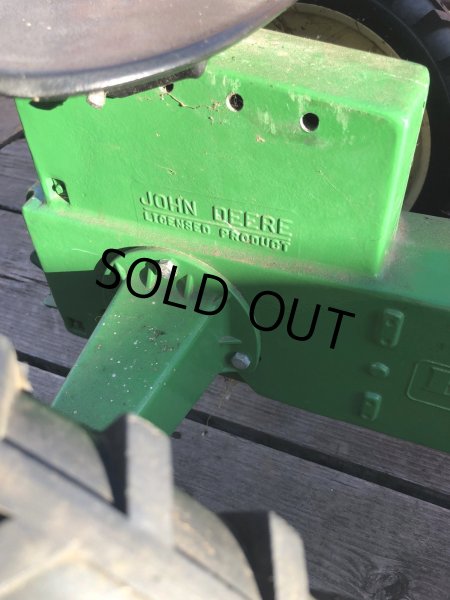 JOHN DEERE
LICENSED PRODUCT
SOLD OUT